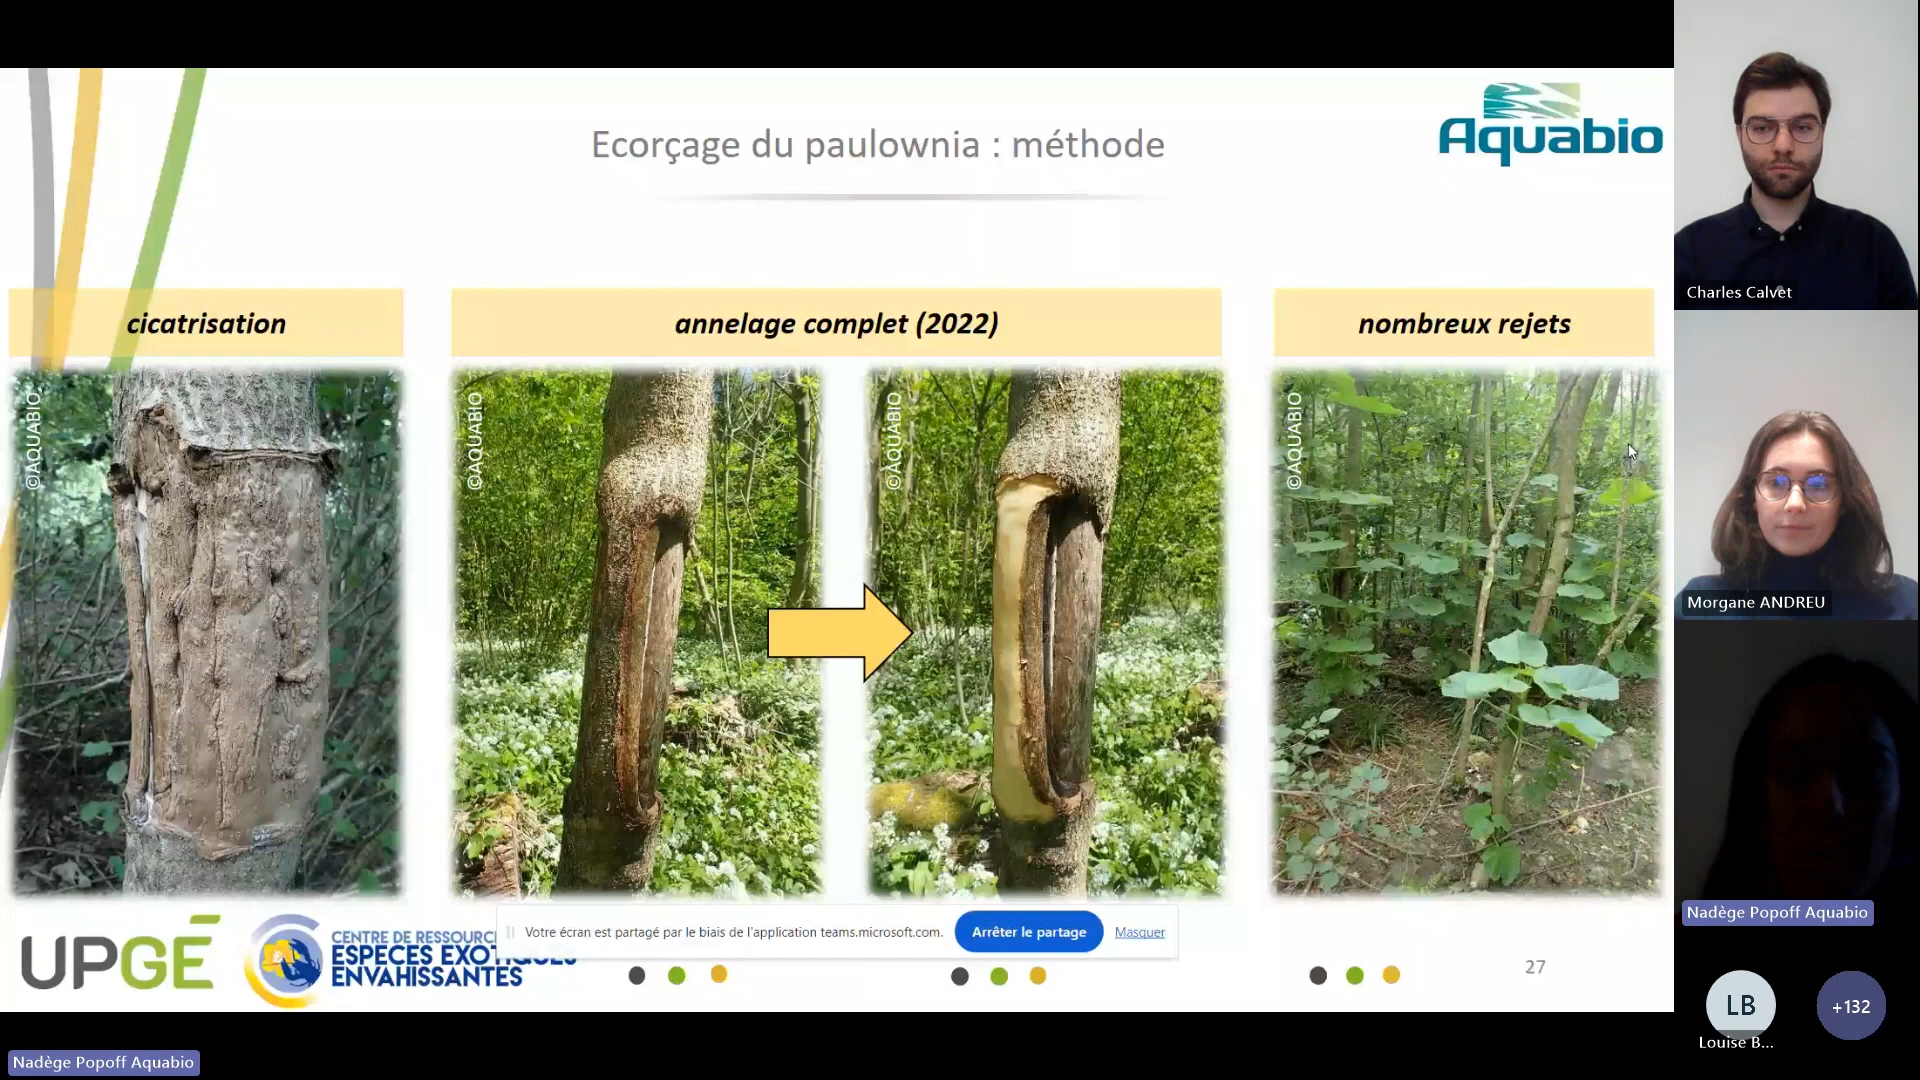 Aquabio
Ecorçage du paulownia : méthode
cicatrisation
annelage complet (2022)
nombreux rejets
©AQUABIO
©AQUABIO
©AQUABIO
©AQUABIO
UPGÉ
CENTRE DE RESSOURC
ESPECES EXOTIQUES
ENVAHISSANTES
Votre écran est partagé par le biais de l'application teams.microsoft.com.
Arrêter le partage
Masquer
27
Nadège Popoff Aquabio
Charles Calvet
Morgane ANDREU
Nadège Popoff Aquabio
LB
Louise B...
+132